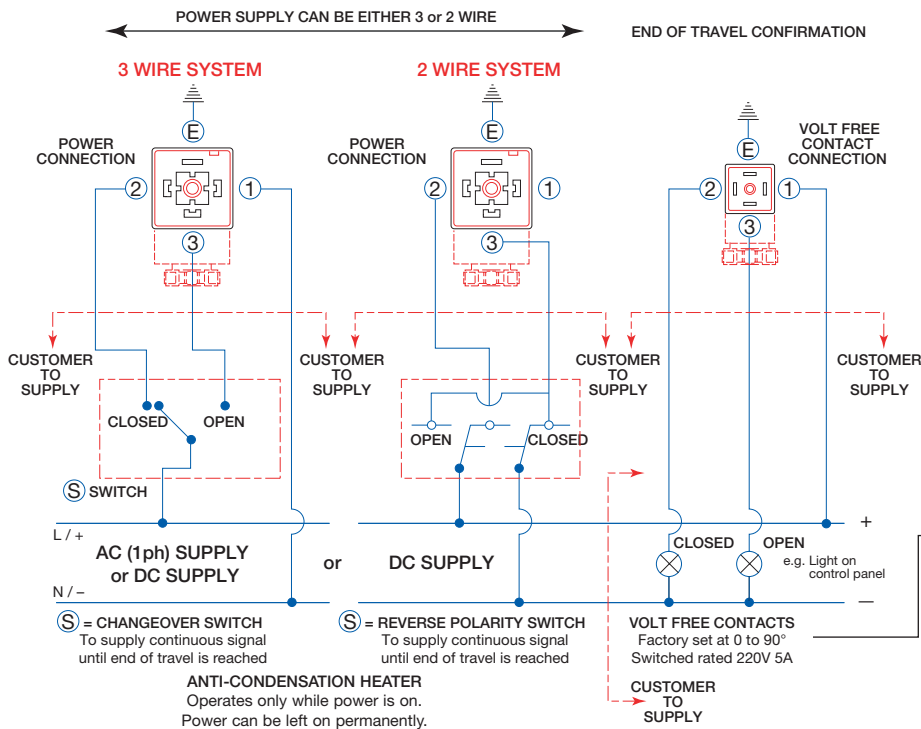 POWER SUPPLY CAN BE EITHER 3 or 2 WIRE
END OF TRAVEL CONFIRMATION
3 WIRE SYSTEM
2 WIRE SYSTEM
E
E
E
POWER
CONNECTION
POWER
CONNECTION
VOLT FREE
CONTACT
CONNECTION
2
1
2
1
2
1
3
3
3
CUSTOMER
TO
SUPPLY
CUSTOMER
TO
SUPPLY
CUSTOMER
TO
SUPPLY
CUSTOMER
TO
SUPPLY
CLOSED
OPEN
OPEN
CLOSED
S SWITCH
L / +
+
AC (1ph) SUPPLY
or DC SUPPLY
or
DC SUPPLY
CLOSED
OPEN
e.g. Light on
control panel
N / –
—
S = CHANGEOVER SWITCH
To supply continuous signal
until end of travel is reached
S = REVERSE POLARITY SWITCH
To supply continuous signal
until end of travel is reached
VOLT FREE CONTACTS
Factory set at 0 to 90°
Switched rated 220V 5A
ANTI-CONDENSATION HEATER
Operates only while power is on.
Power can be left on permanently.
CUSTOMER
TO
SUPPLY